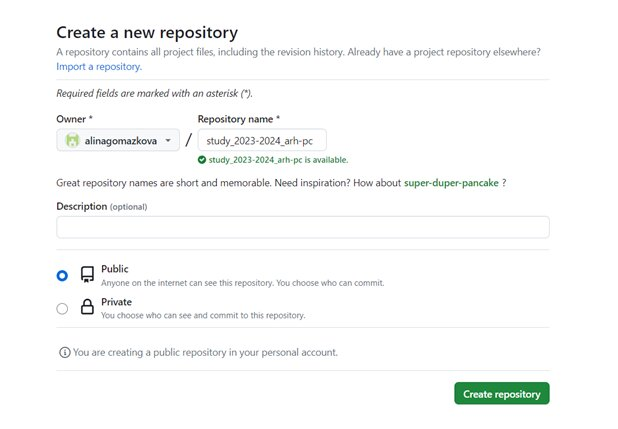 Create a new repository
A repository contains all project files, including the revision history. Already have a project repository elsewhere?
Import a repository.
Required fields are marked with an asterisk (*).
Owner * Repository name *
alinagomazkova / study_2023-2024_arh-pc
study_2023-2024_arh-pc is available.
Great repository names are short and memorable. Need inspiration? How about super-duper-pancake ?
Description (optional)
Public
Anyone on the internet can see this repository. You choose who can commit.
Private
You choose who can see and commit to this repository.
You are creating a public repository in your personal account.
Create repository